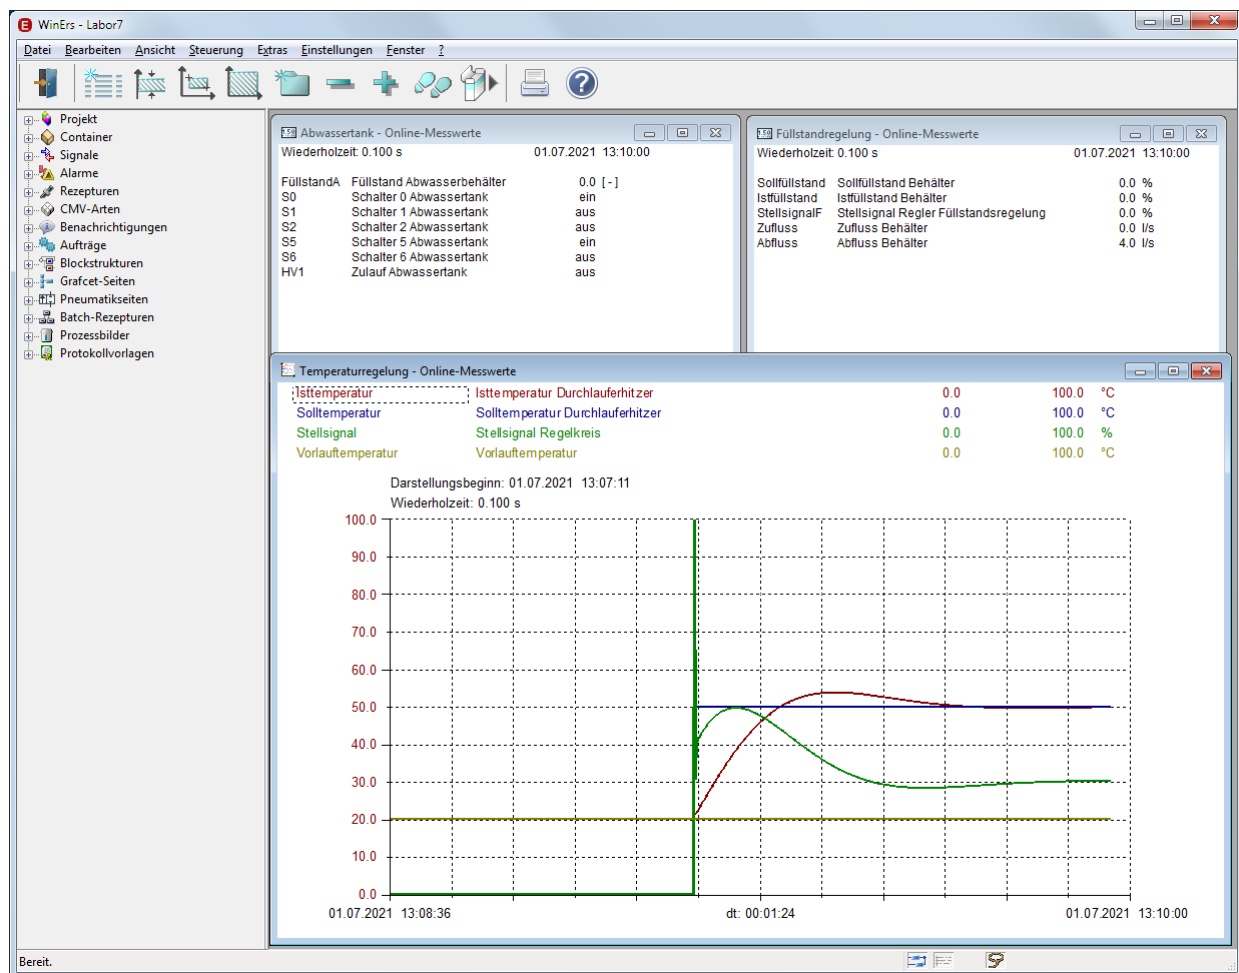 WinErs - Labor7
Datei Bearbeiten Ansicht Steuerung Extras Einstellungen Fenster ?
Projekt
Container
Signale
Alarme
Rezepturen
CMV-Arten
Benachrichtigungen
Aufträge
Blockstrukturen
Grafcet-Seiten
Pneumatikseiten
Batch-Rezepturen
Prozessbilder
Protokollvorlagen
Abwassertank - Online-Messwerte
Wiederholzeit: 0.100 s 01.07.2021 13:10:00
FüllstandA Füllstand Abwasserbehälter 0.0 [ - ]
S0 Schalter 0 Abwassertank ein
S1 Schalter 1 Abwassertank aus
S2 Schalter 2 Abwassertank aus
S5 Schalter 5 Abwassertank ein
S6 Schalter 6 Abwassertank aus
HV1 Zulauf Abwassertank aus
Füllstandregelung - Online-Messwerte
Wiederholzeit: 0.100 s 01.07.2021 13:10:00
Sollfüllstand Sollfüllstand Behälter 0.0 %
Istfüllstand Istfüllstand Behälter 0.0 %
StellsignalF Stellsignal Regler Füllstandsregelung 0.0 %
Zufluss Zufluss Behälter 0.0 l/s
Abfluss Abfluss Behälter 4.0 l/s
Temperaturregelung - Online-Messwerte
Isttemperatur Isttemperatur Durchlauferhitzer 0.0 100.0 °C
Solltemperatur Solltemperatur Durchlauferhitzer 0.0 100.0 °C
Stellsignal Stellsignal Regelkreis 0.0 100.0 %
Vorlauftemperatur Vorlauftemperatur 0.0 100.0 °C
Darstellungsbeginn: 01.07.2021 13:07:11
Wiederholzeit: 0.100 s
100.0
90.0
80.0
70.0
60.0
50.0
40.0
30.0
20.0
10.0
0.0
01.07.2021 13:08:36 dt: 00:01:24 01.07.2021 13:10:00
Bereit.